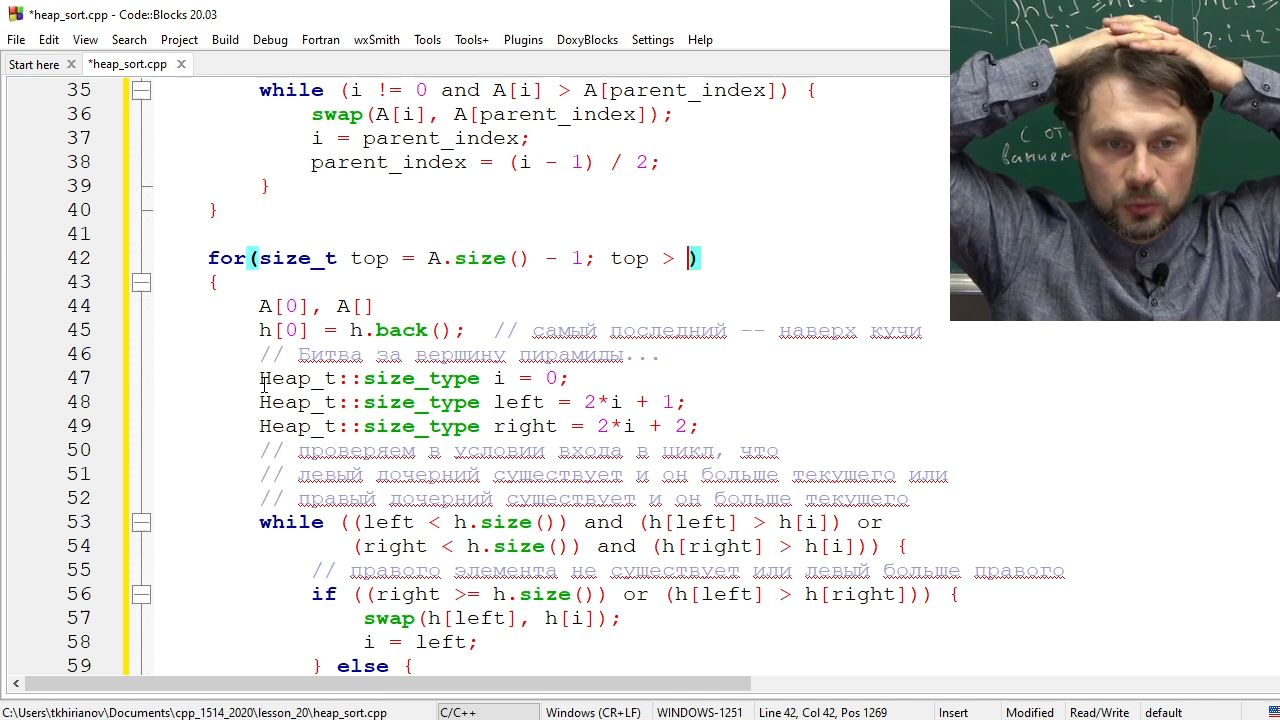 *heap_sort.cpp - Code::Blocks 20.03
File Edit View Search Project Build Debug Fortran wxSmith Tools Tools+ Plugins DoxyBlocks Settings Help
Start here *heap_sort.cpp
35 while (i != 0 and A[i] > A[parent_index]) {
36 swap(A[i], A[parent_index]);
37 i = parent_index;
38 parent_index = (i - 1) / 2;
39 }
40 }
41
42 for(size_t top = A.size() - 1; top > )
43 {
44 A[0], A[]
45 h[0] = h.back(); // самый последний -- наверх кучи
46 // Битва за вершину пирамилы...
47 Heap_t::size_type i = 0;
48 Heap_t::size_type left = 2*i + 1;
49 Heap_t::size_type right = 2*i + 2;
50 // проверяем в условии входа в цикл, что
51 // левый дочерний существует и он больше текущего или
52 // правый дочерний существует и он больше текущего
53 while ((left < h.size()) and (h[left] > h[i]) or
54 (right < h.size()) and (h[right] > h[i])) {
55 // правого элемента не существует или левый больше правого
56 if ((right >= h.size()) or (h[left] > h[right])) {
57 swap(h[left], h[i]);
58 i = left;
59 } else {
C:\Users\tkhirianov\Documents\cpp_1514_2020\lesson_20\heap_sort.cpp C/C++ Windows (CR+LF) WINDOWS-1251 Line 42, Col 42, Pos 1269 Insert Modified Read/Write default
с от
ванием
2·i+2